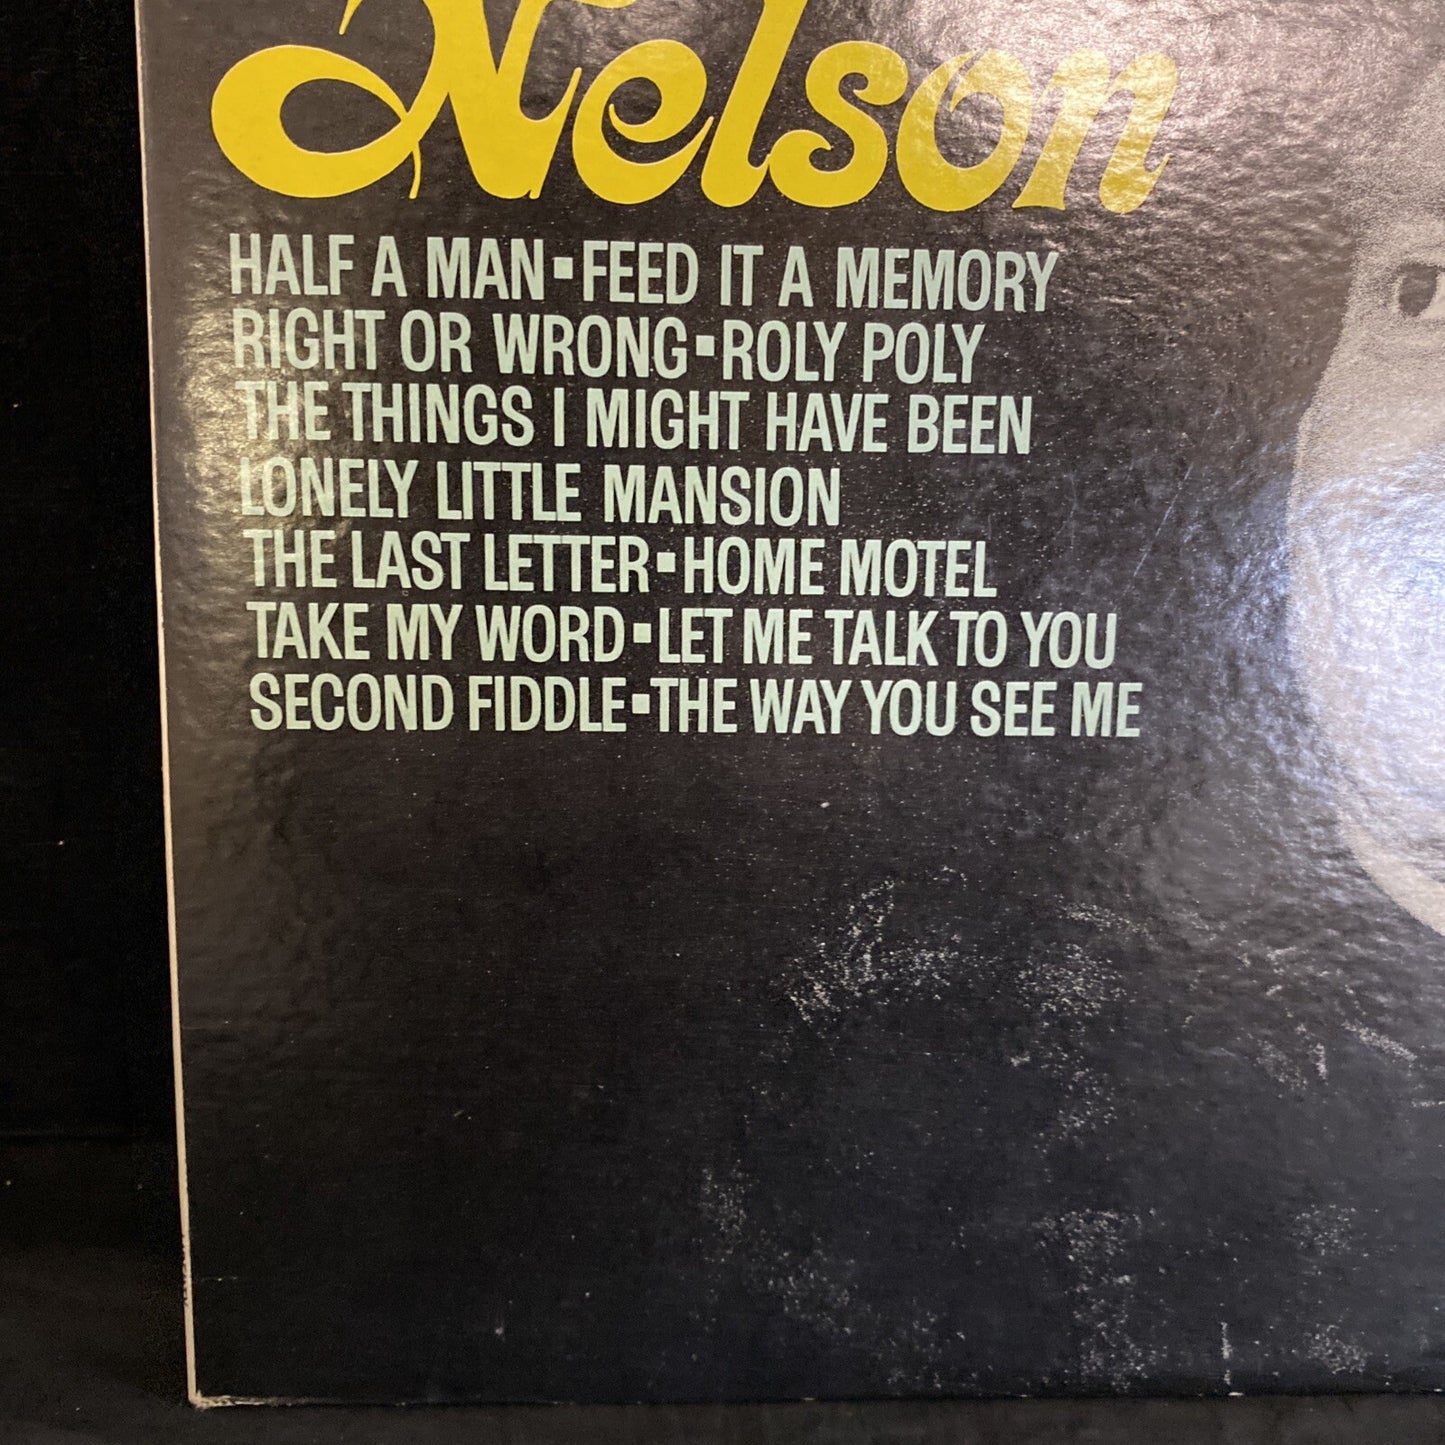 Nelson
HALF A MAN▪FEED IT A MEMORY
RIGHT OR WRONG▪ROLY POLY
THE THINGS I MIGHT HAVE BEEN
LONELY LITTLE MANSION
THE LAST LETTER▪HOME MOTEL
TAKE MY WORD▪LET ME TALK TO YOU
SECOND FIDDLE▪THE WAY YOU SEE ME